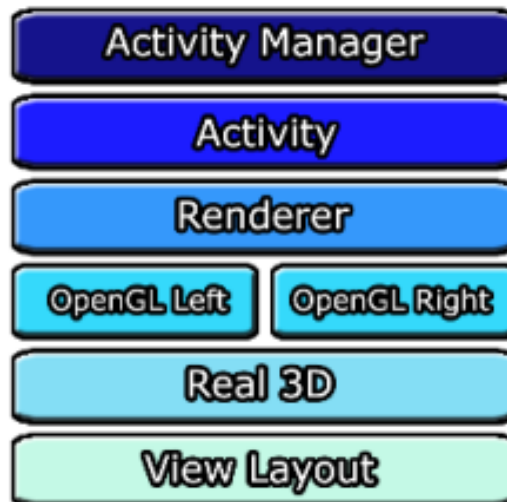 Activity Manager
Activity
Renderer
OpenGL Left OpenGL Right
Real 3D
View Layout